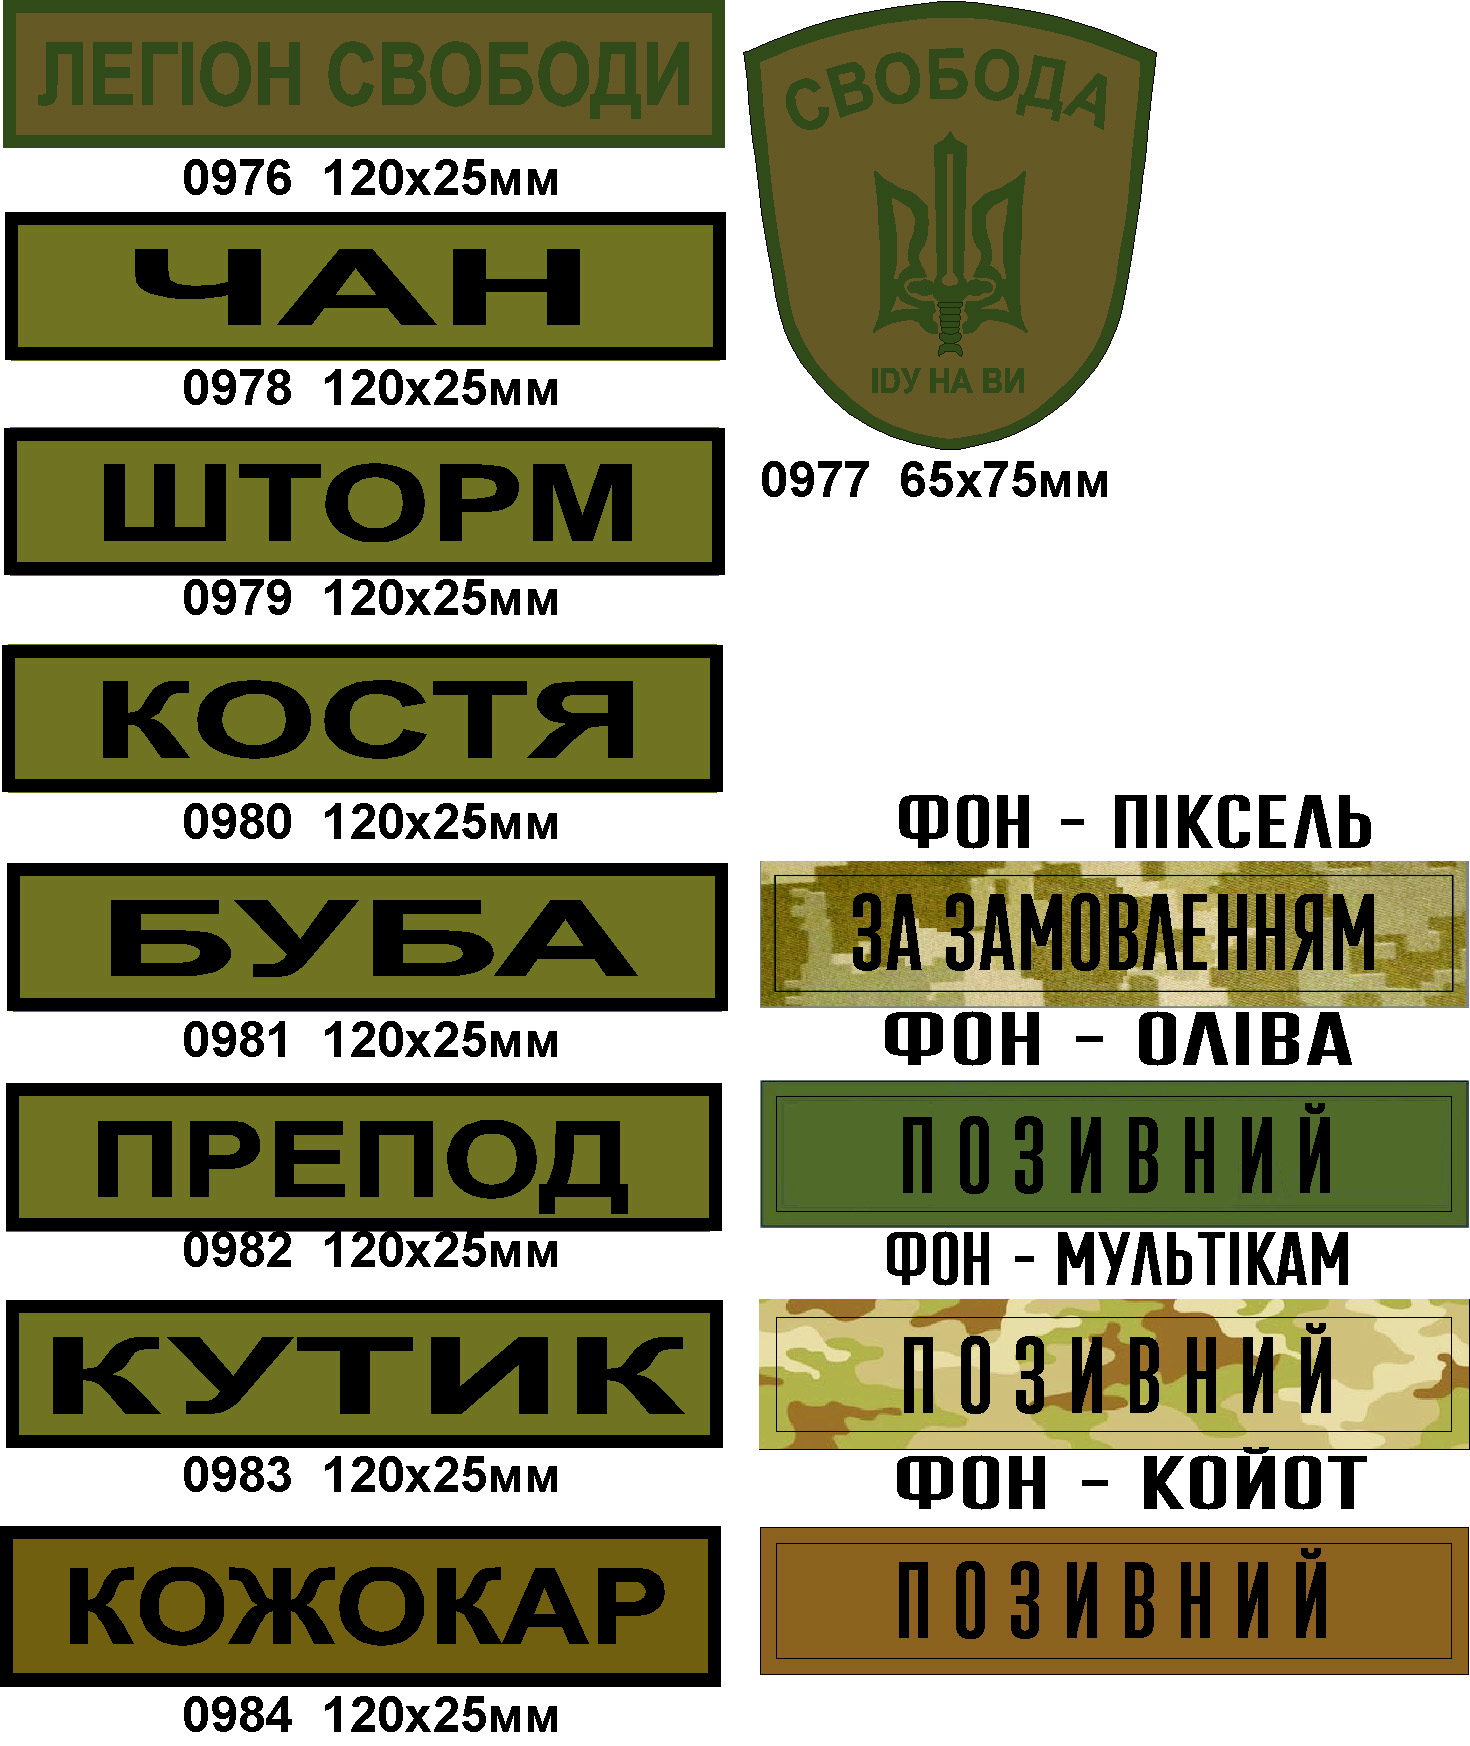 ЛЕГІОН СВОБОДИ
0976 120х25мм
ЧАН
0978 120х25мм
ШТОРМ
0979 120х25мм
КОСТЯ
0980 120х25мм
БУБА
0981 120х25мм
ПРЕПОД
0982 120х25мм
КУТИК
0983 120х25мм
КОЖОКАР
0984 120х25мм
СВОБОДА
ІDУ НА ВИ
0977 65х75мм
ФОН - ПІКСЕЛЬ
ЗА ЗАМОВЛЕННЯМ
ФОН - ОЛІВА
ПОЗИВНИЙ
ФОН - МУЛЬТІКАМ
ПОЗИВНИЙ
ФОН - КОЙОТ
ПОЗИВНИЙ